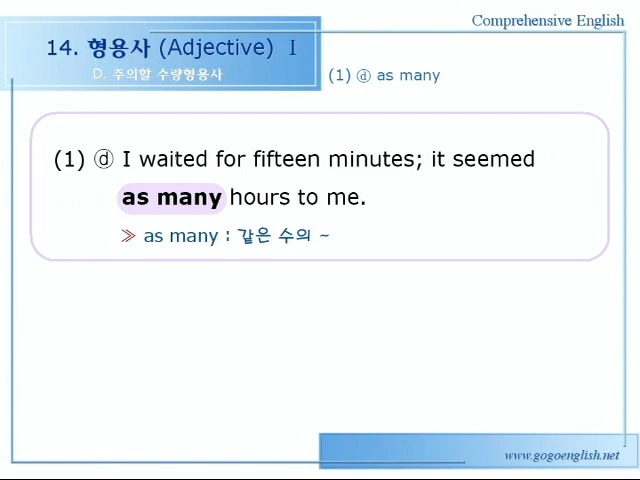 Comprehensive English
14. 형용사 (Adjective) Ⅰ
D. 주의할 수량형용사
(1) ⓓ as many
(1) ⓓ I waited for fifteen minutes; it seemed
as many hours to me.
≫ as many : 같은 수의 ~
www.gogoenglish.net